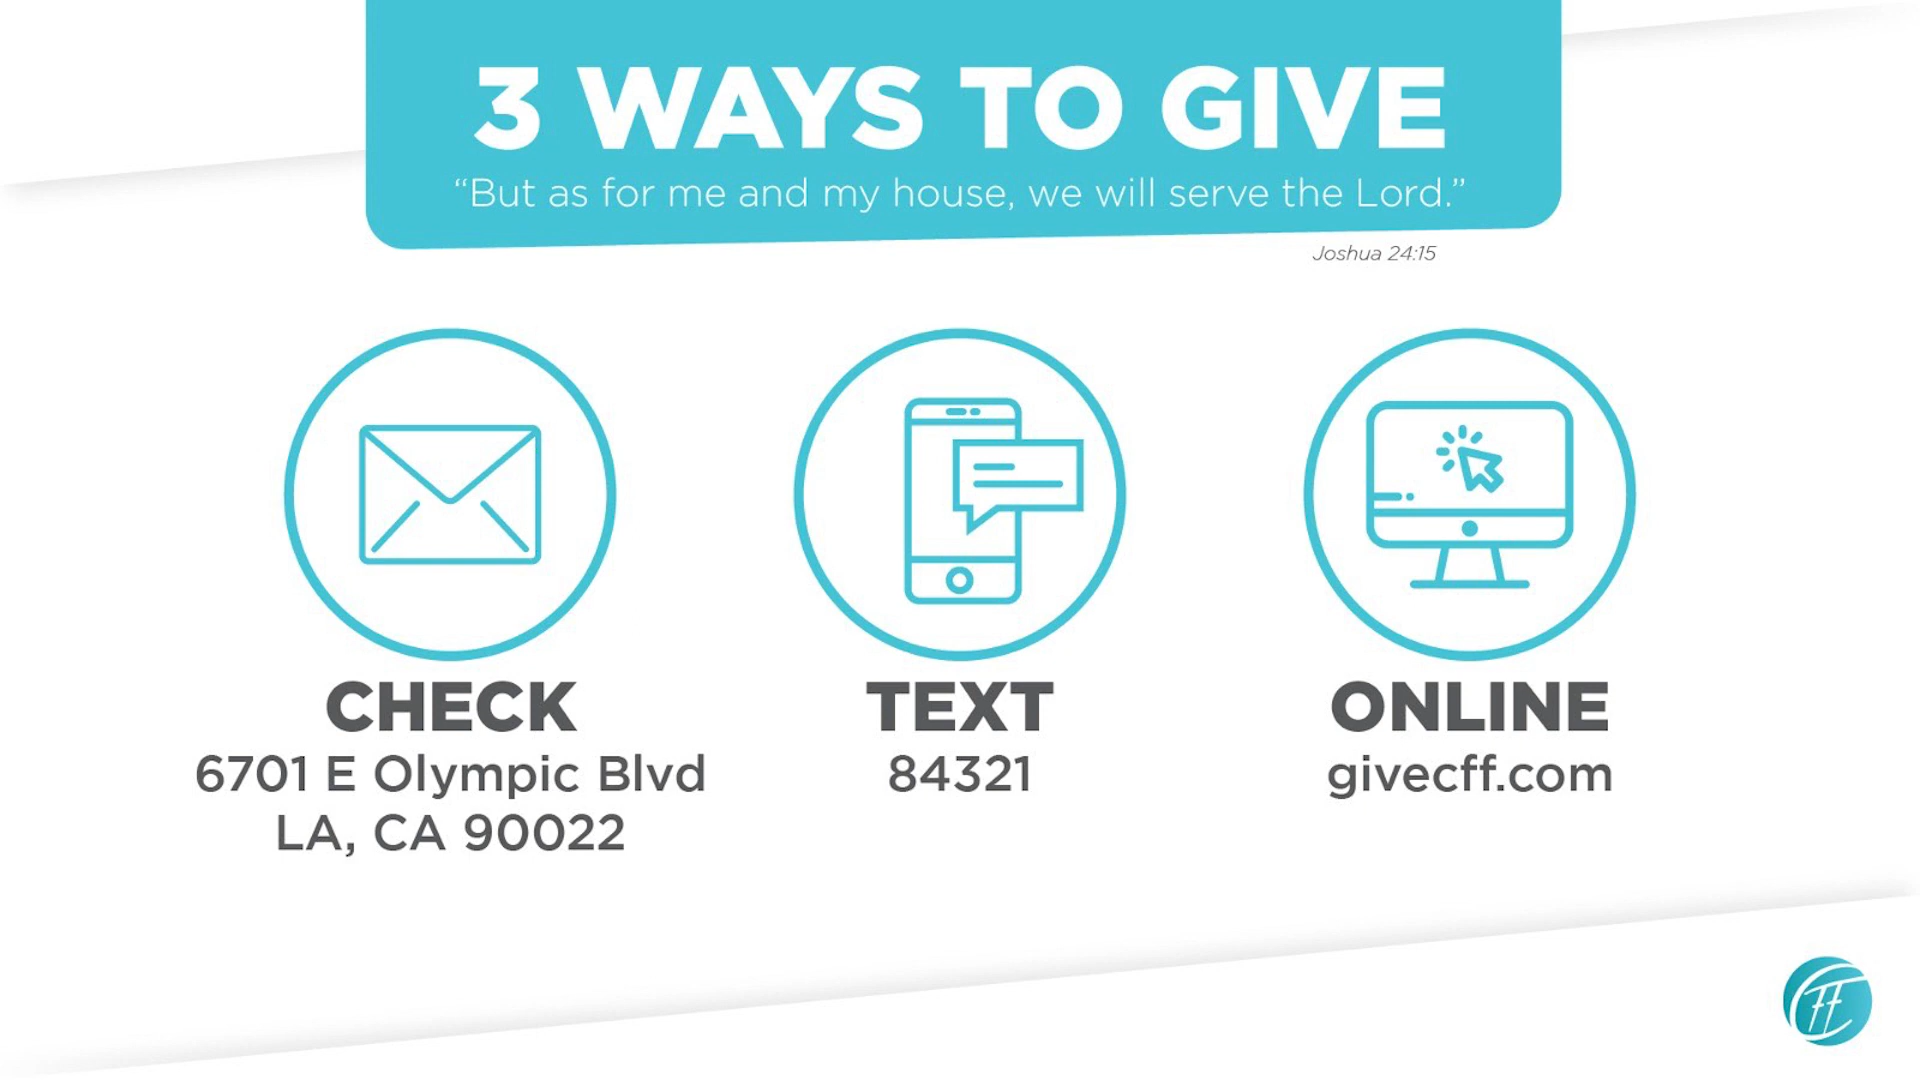 3 WAYS TO GIVE
“But as for me and my house, we will serve the Lord.”
Joshua 24:15
CHECK
6701 E Olympic Blvd
LA, CA 90022
TEXT
84321
ONLINE
givecff.com